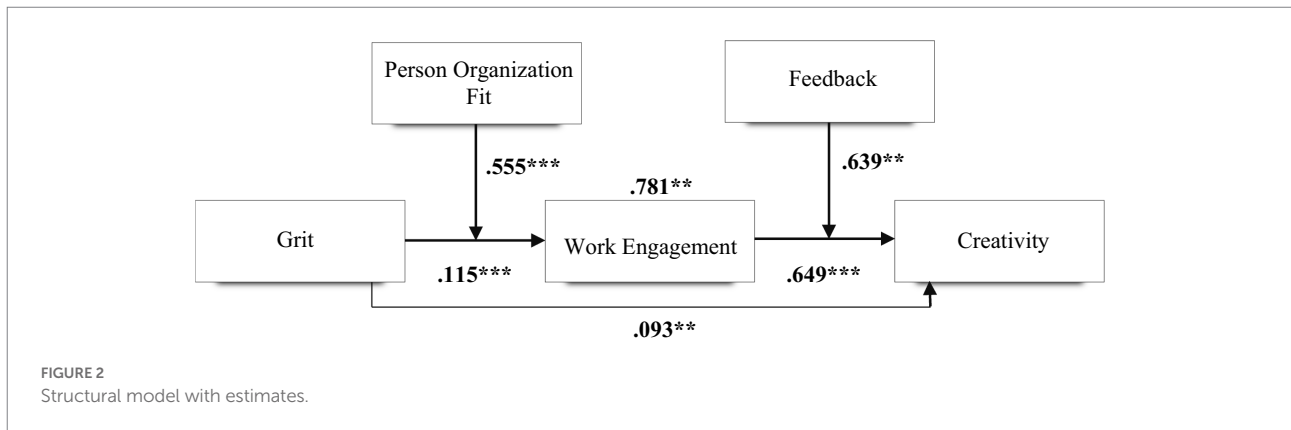 Person Organization
Fit
Feedback
.555***
.639**
.781**
Grit
Work Engagement
Creativity
.115***
.649***
.093**
FIGURE 2
Structural model with estimates.